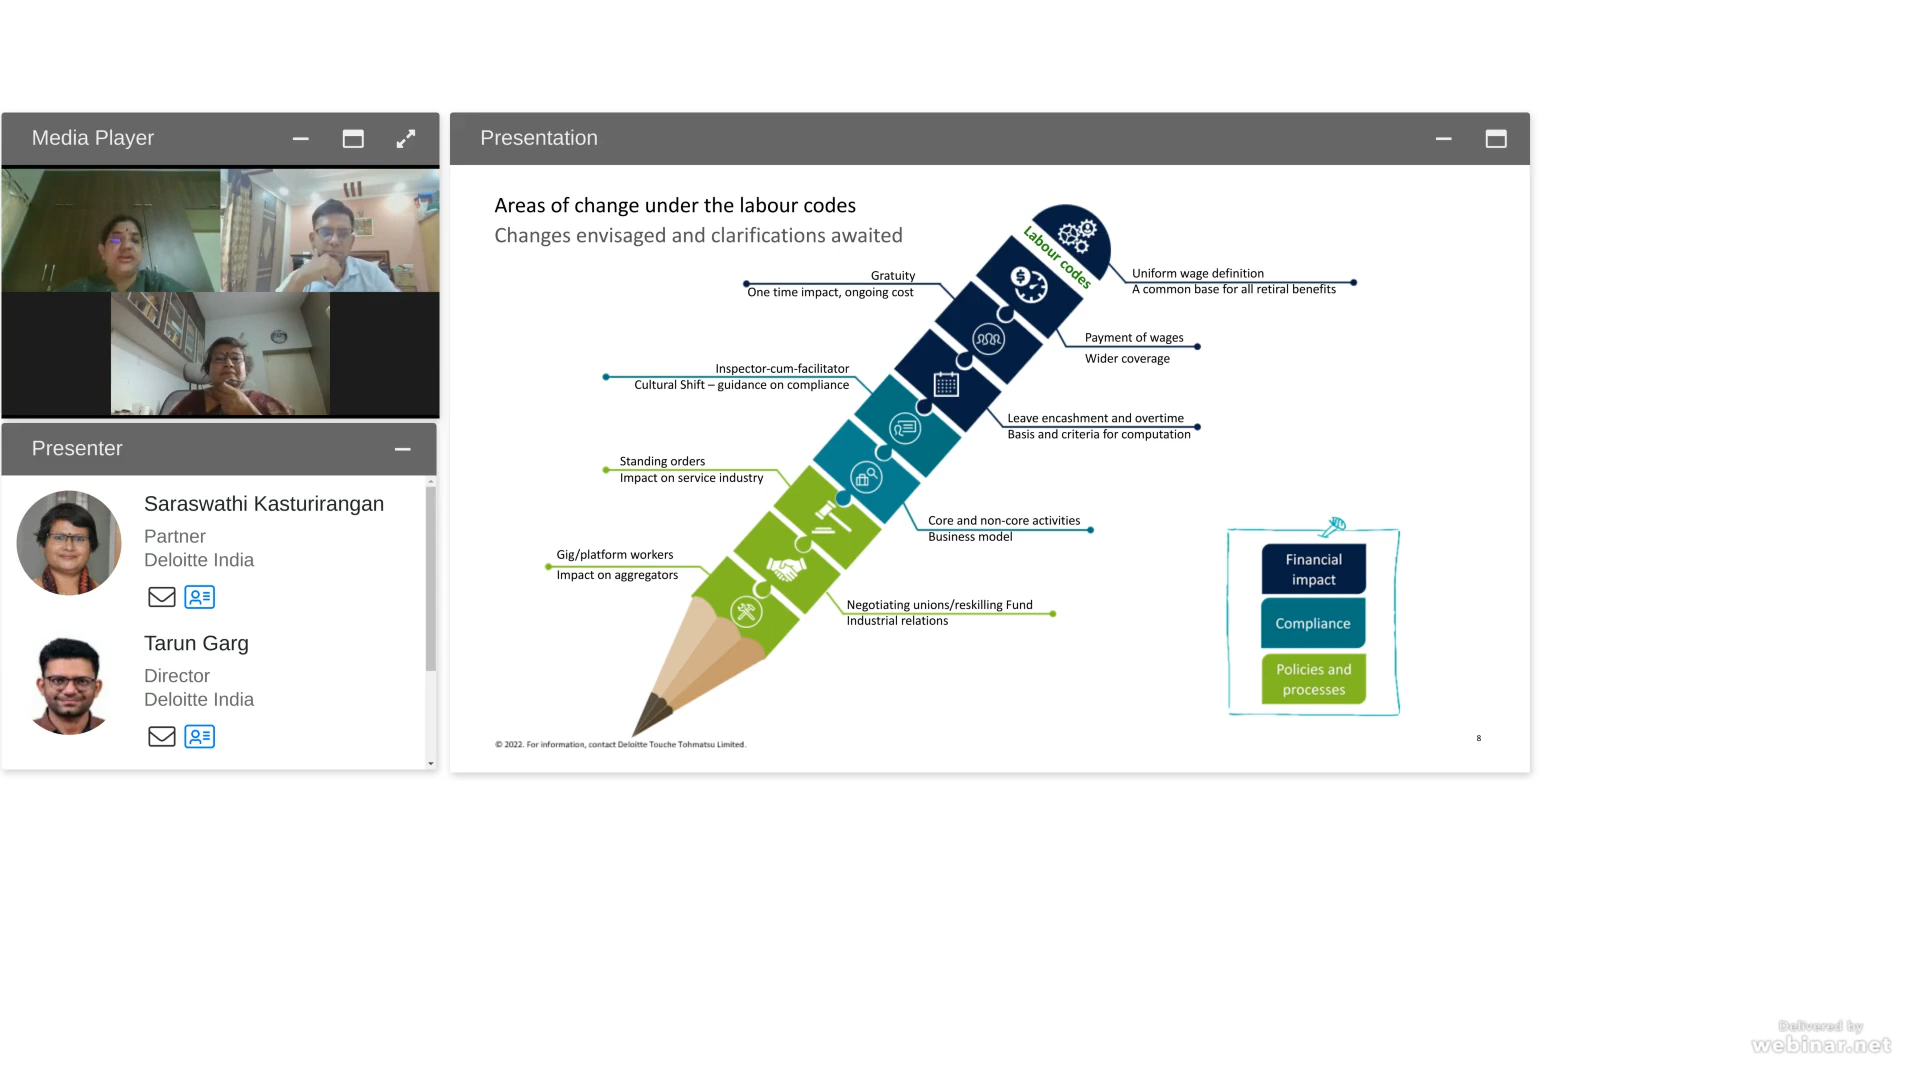 Media Player
Presenter
Saraswathi Kasturirangan
Partner
Deloitte India
Tarun Garg
Director
Deloitte India
Presentation
Areas of change under the labour codes
Changes envisaged and clarifications awaited
Labour codes
Uniform wage definition
A common base for all retiral benefits
Gratuity
One time impact, ongoing cost
Payment of wages
Wider coverage
Inspector-cum-facilitator
Cultural Shift – guidance on compliance
Leave encashment and overtime
Basis and criteria for computation
Standing orders
Impact on service industry
Core and non-core activities
Business model
Gig/platform workers
Impact on aggregators
Negotiating unions/reskilling Fund
Industrial relations
Financial
impact
Compliance
Policies and
processes
© 2022. For information, contact Deloitte Touche Tohmatsu Limited.
8
Delivered by
webinar.net